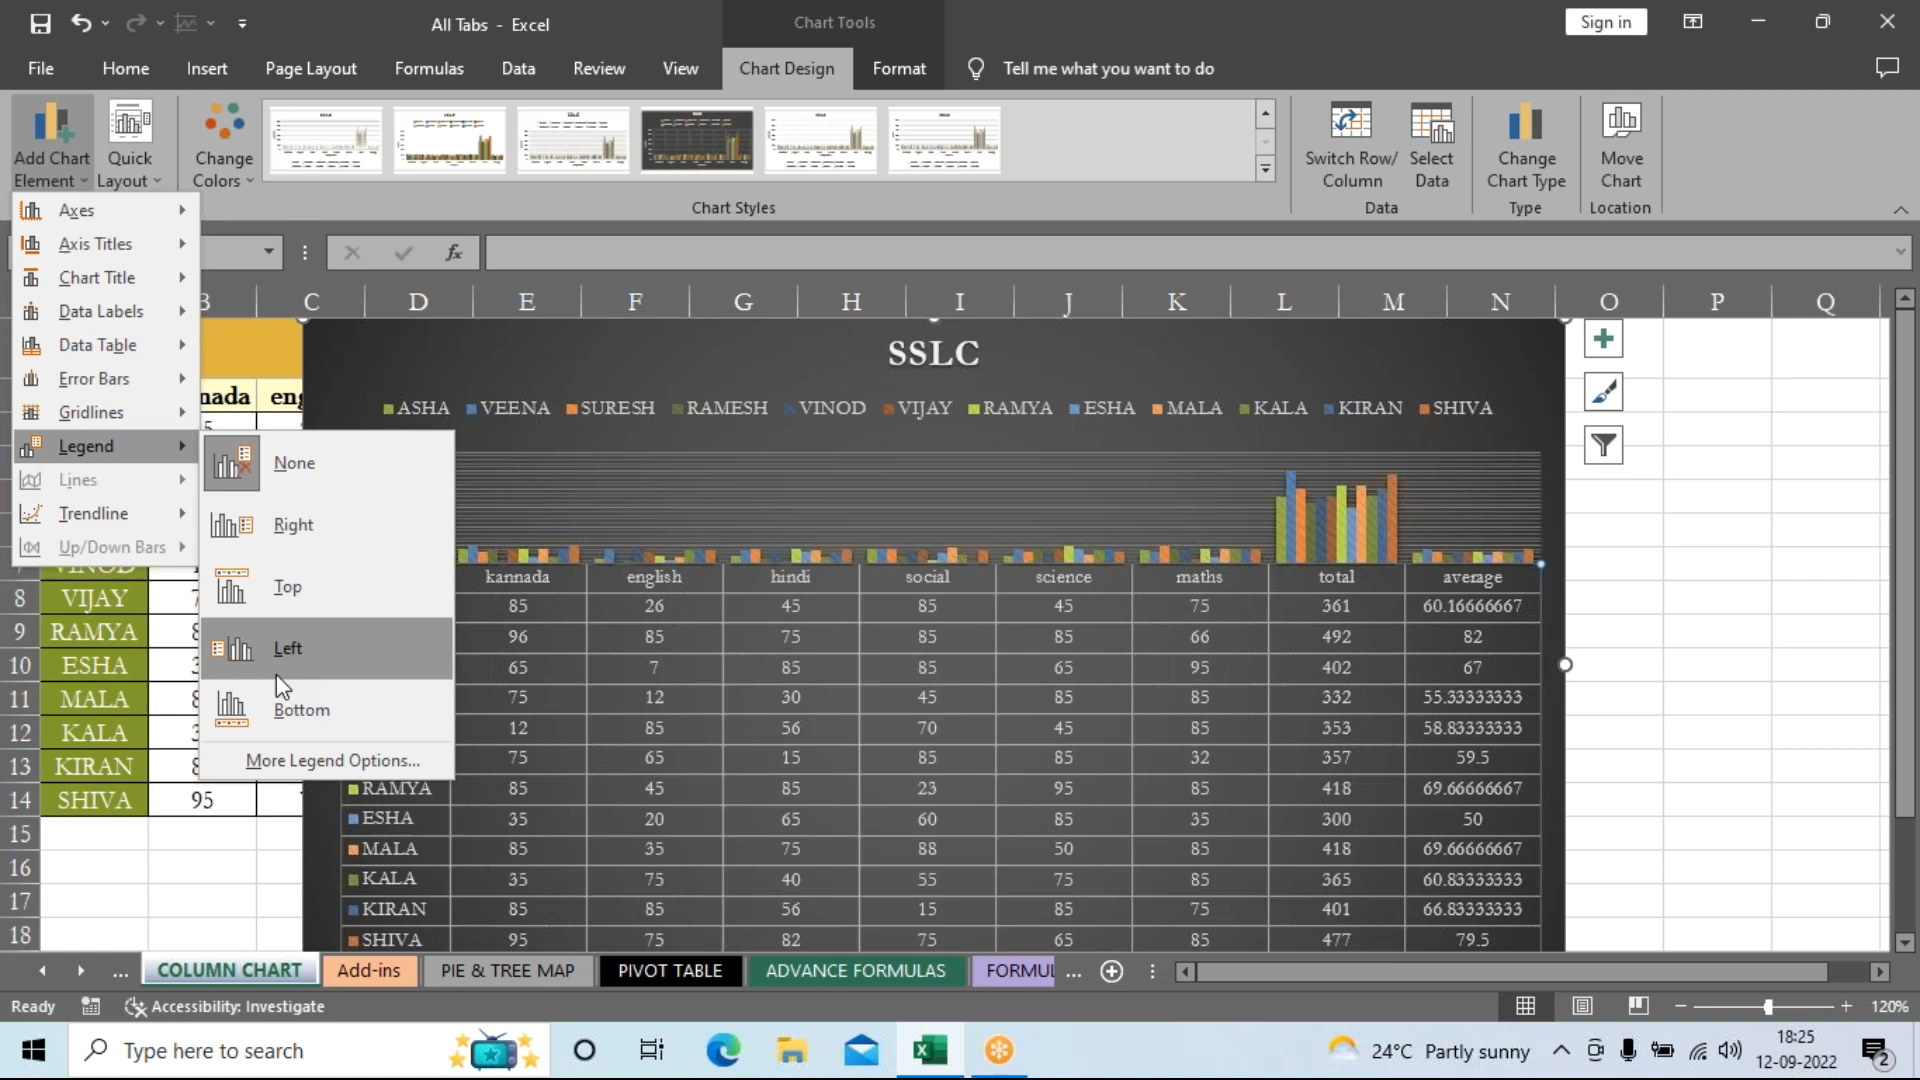 All Tabs - Excel
Chart Tools
Sign in
File Home Insert Page Layout Formulas Data Review View Chart Design Format Tell me what you want to do
Add Chart Element
Quick Layout
Change Colors
Switch Row/ Column
Select Data
Change Chart Type
Move Chart
Chart Styles
Data
Type
Location
Axes
Axis Titles
Chart Title
Data Labels
Data Table
Error Bars
Gridlines
Legend
Lines
Trendline
Up/Down Bars
None
Right
Top
Left
Bottom
More Legend Options...
fx
B C D E F G H I J K L M N O P Q
nada eng
SSLC
ASHA VEENA SURESH RAMESH VINOD VIJAY RAMYA ESHA MALA KALA KIRAN SHIVA
kannada english hindi social science maths total average
85 26 45 85 45 75 361 60.16666667
96 85 75 85 85 66 492 82
65 7 85 85 65 95 402 67
75 12 30 45 85 85 332 55.33333333
12 85 56 70 45 85 353 58.83333333
75 65 15 85 85 32 357 59.5
RAMYA 85 45 85 23 95 85 418 69.66666667
ESHA 35 20 65 60 85 35 300 50
MALA 85 35 75 88 50 85 418 69.66666667
KALA 35 75 40 55 75 85 365 60.83333333
KIRAN 85 85 56 15 85 75 401 66.83333333
SHIVA 95 75 82 75 65 85 477 79.5
VINOD
8 VIJAY
9 RAMYA
10 ESHA
11 MALA
12 KALA
13 KIRAN
14 SHIVA 95
15
16
17
18
... COLUMN CHART Add-ins PIE & TREE MAP PIVOT TABLE ADVANCE FORMULAS FORMUL ...
Ready Accessibility: Investigate 120%
Type here to search
24°C Partly sunny
18:25
12-09-2022
2